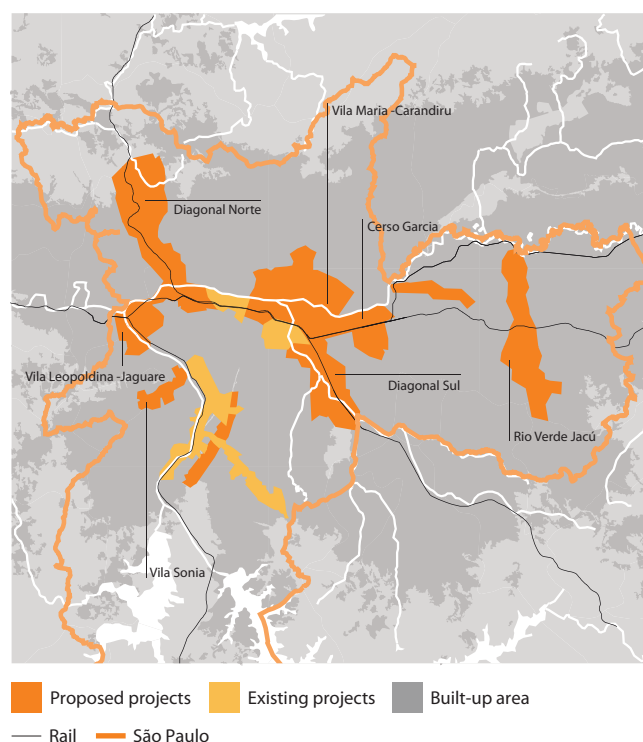 Vila Maria -Carandiru
Diagonal Norte
Cerso Garcia
Vila Leopoldina -Jaguare
Diagonal Sul
Rio Verde Jacú
Vila Sonia
Proposed projects
Existing projects
Built-up area
Rail
São Paulo